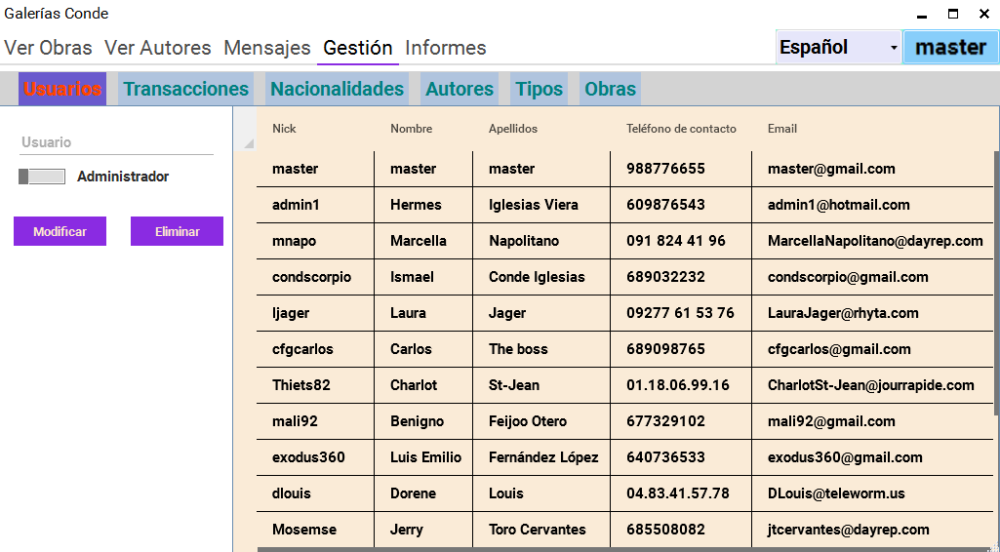 Galerías Conde
Ver Obras Ver Autores Mensajes Gestión Informes Español master
Usuarios Transacciones Nacionalidades Autores Tipos Obras
Usuario
Administrador
Modificar Eliminar
Nick Nombre Apellidos Teléfono de contacto Email
master master master 988776655 master@gmail.com
admin1 Hermes Iglesias Viera 609876543 admin1@hotmail.com
mnapo Marcella Napolitano 091 824 41 96 MarcellaNapolitano@dayrep.com
condscorpio Ismael Conde Iglesias 689032232 condscorpio@gmail.com
ljager Laura Jager 09277 61 53 76 LauraJager@rhyta.com
cfgcarlos Carlos The boss 689098765 cfgcarlos@gmail.com
Thiets82 Charlot St-Jean 01.18.06.99.16 CharlotSt-Jean@jourrapide.com
mali92 Benigno Feijoo Otero 677329102 mali92@gmail.com
exodus360 Luis Emilio Fernández López 640736533 exodus360@gmail.com
dlouis Dorene Louis 04.83.41.57.78 DLouis@teleworm.us
Mosemse Jerry Toro Cervantes 685508082 jtcervantes@dayrep.com